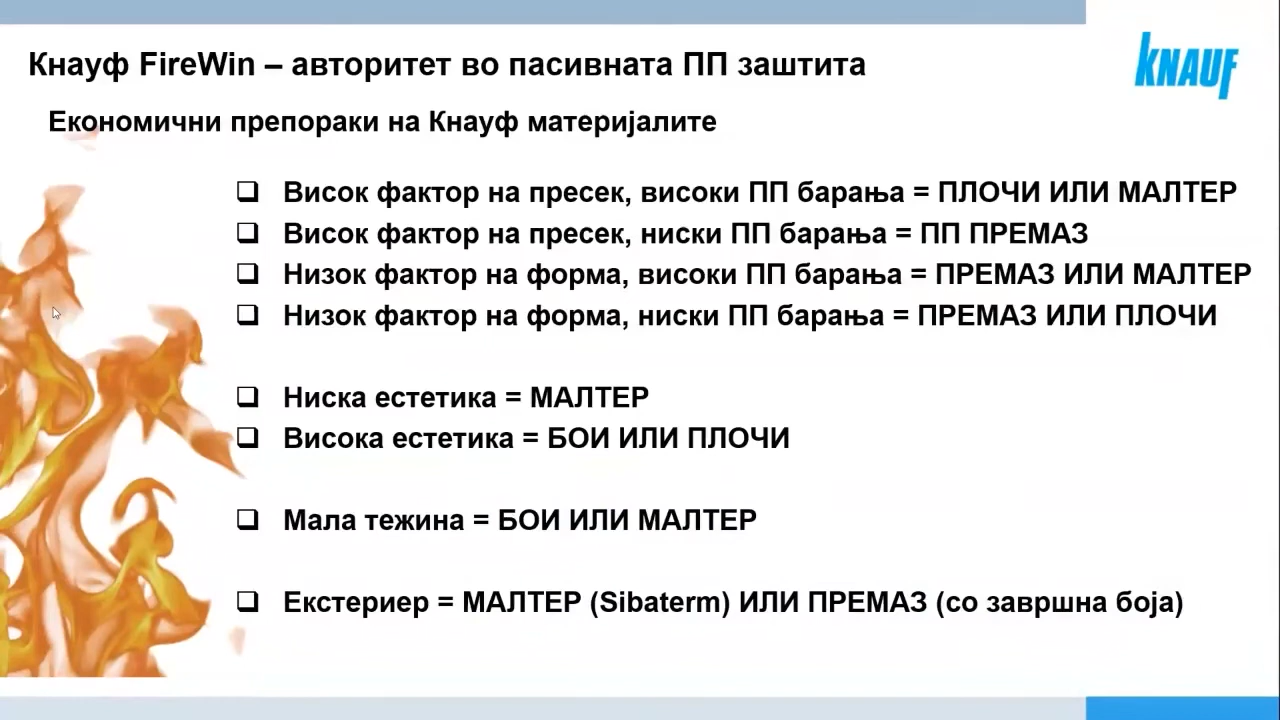 Кнауф FireWin – авторитет во пасивната ПП заштита
KNAUF
Економични препораки на Кнауф материјалите
Висок фактор на пресек, високи ПП барања = ПЛОЧИ ИЛИ МАЛТЕР
Висок фактор на пресек, ниски ПП барања = ПП ПРЕМАЗ
Низок фактор на форма, високи ПП барања = ПРЕМАЗ ИЛИ МАЛТЕР
Низок фактор на форма, ниски ПП барања = ПРЕМАЗ ИЛИ ПЛОЧИ
Ниска естетика = МАЛТЕР
Висока естетика = БОИ ИЛИ ПЛОЧИ
Мала тежина = БОИ ИЛИ МАЛТЕР
Екстериер = МАЛТЕР (Sibaterm) ИЛИ ПРЕМАЗ (со завршна боја)